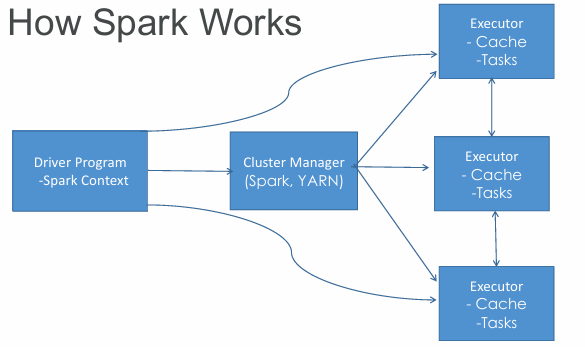 How Spark Works
Driver Program
-Spark Context
Cluster Manager
(Spark, YARN)
Executor
- Cache
-Tasks
Executor
- Cache
-Tasks
Executor
- Cache
-Tasks